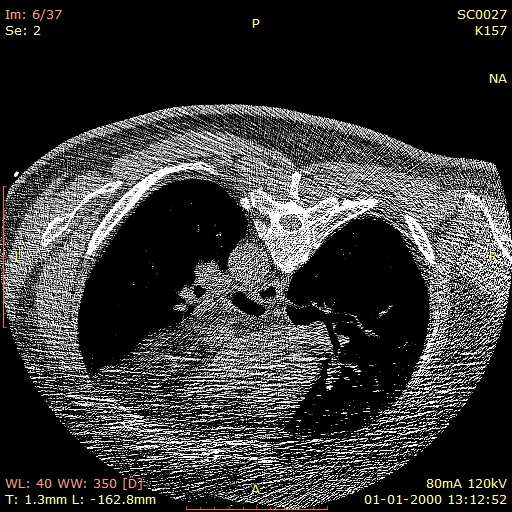 Im: 6/37
Se: 2
P
SC0027
K157
NA
WL: 40 WW: 350 [D]
T: 1.3mm L: -162.8mm
A
80mA 120kV
01-01-2000 13:12:52